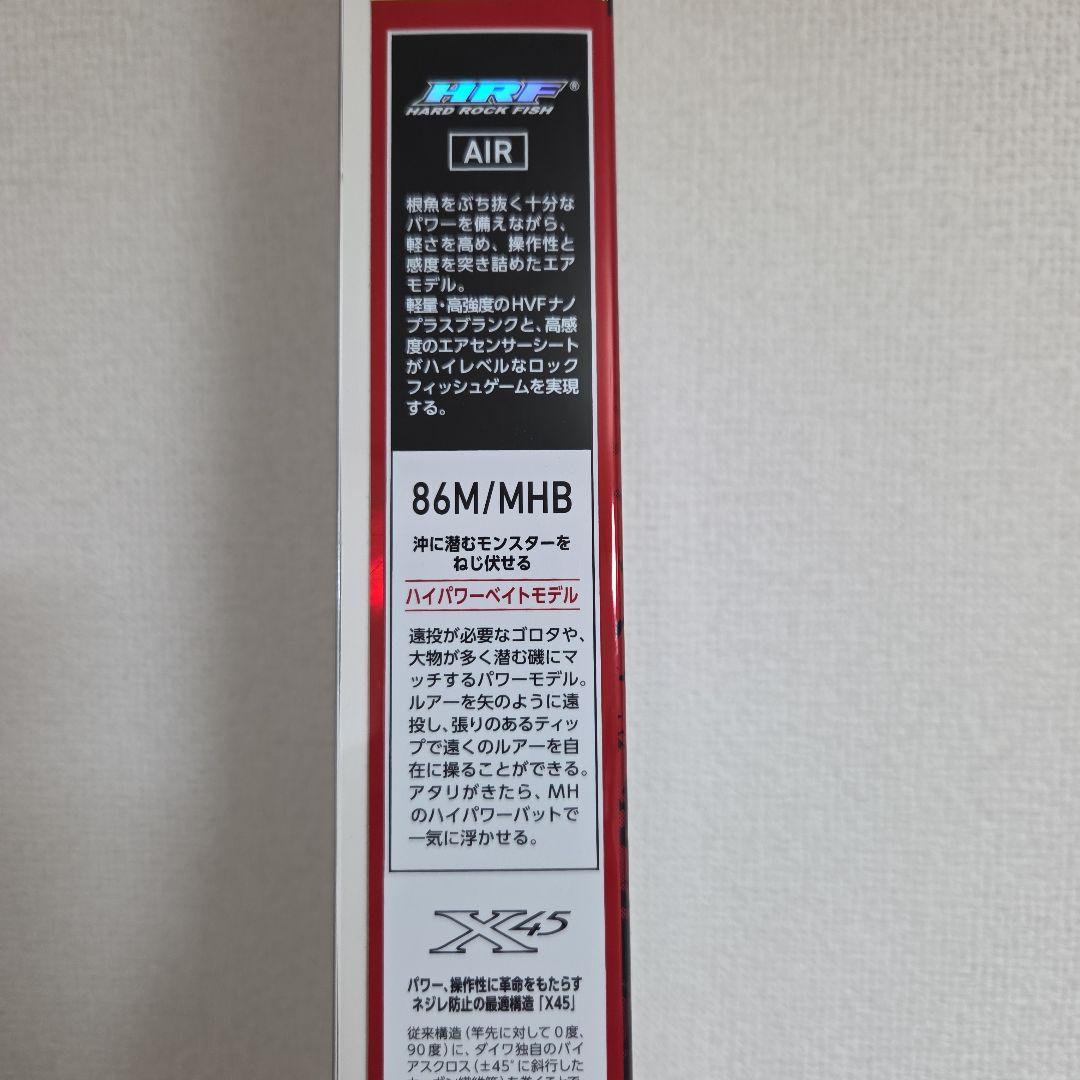 HRF®
HARD ROCK FISH
AIR
根魚をぶち抜く十分な
パワーを備えながら、
軽さを高め、操作性と
感度を突き詰めたエア
モデル。
軽量・高強度のHVFナノ
プラスブランクと、高感
度のエアセンサーシート
がハイレベルなロック
フィッシュゲームを実現
する。
86M/MHB
沖に潜むモンスターを
ねじ伏せる
ハイパワーベイトモデル
遠投が必要なゴロタや、
大物が多く潜む磯にマ
ッチするパワーモデル。
ルアーを矢のように遠
投し、張りのあるティッ
プで遠くのルアーを自
在に操ることができる。
アタリがきたら、MH
のハイパワーバットで
一気に浮かせる。
X45
パワー、操作性に革命をもたらす
ネジレ防止の最適構造「X45」
従来構造(竿先に対して0度、
90度)に、ダイワ独自のバイ
アスクロス(±45°に斜行した